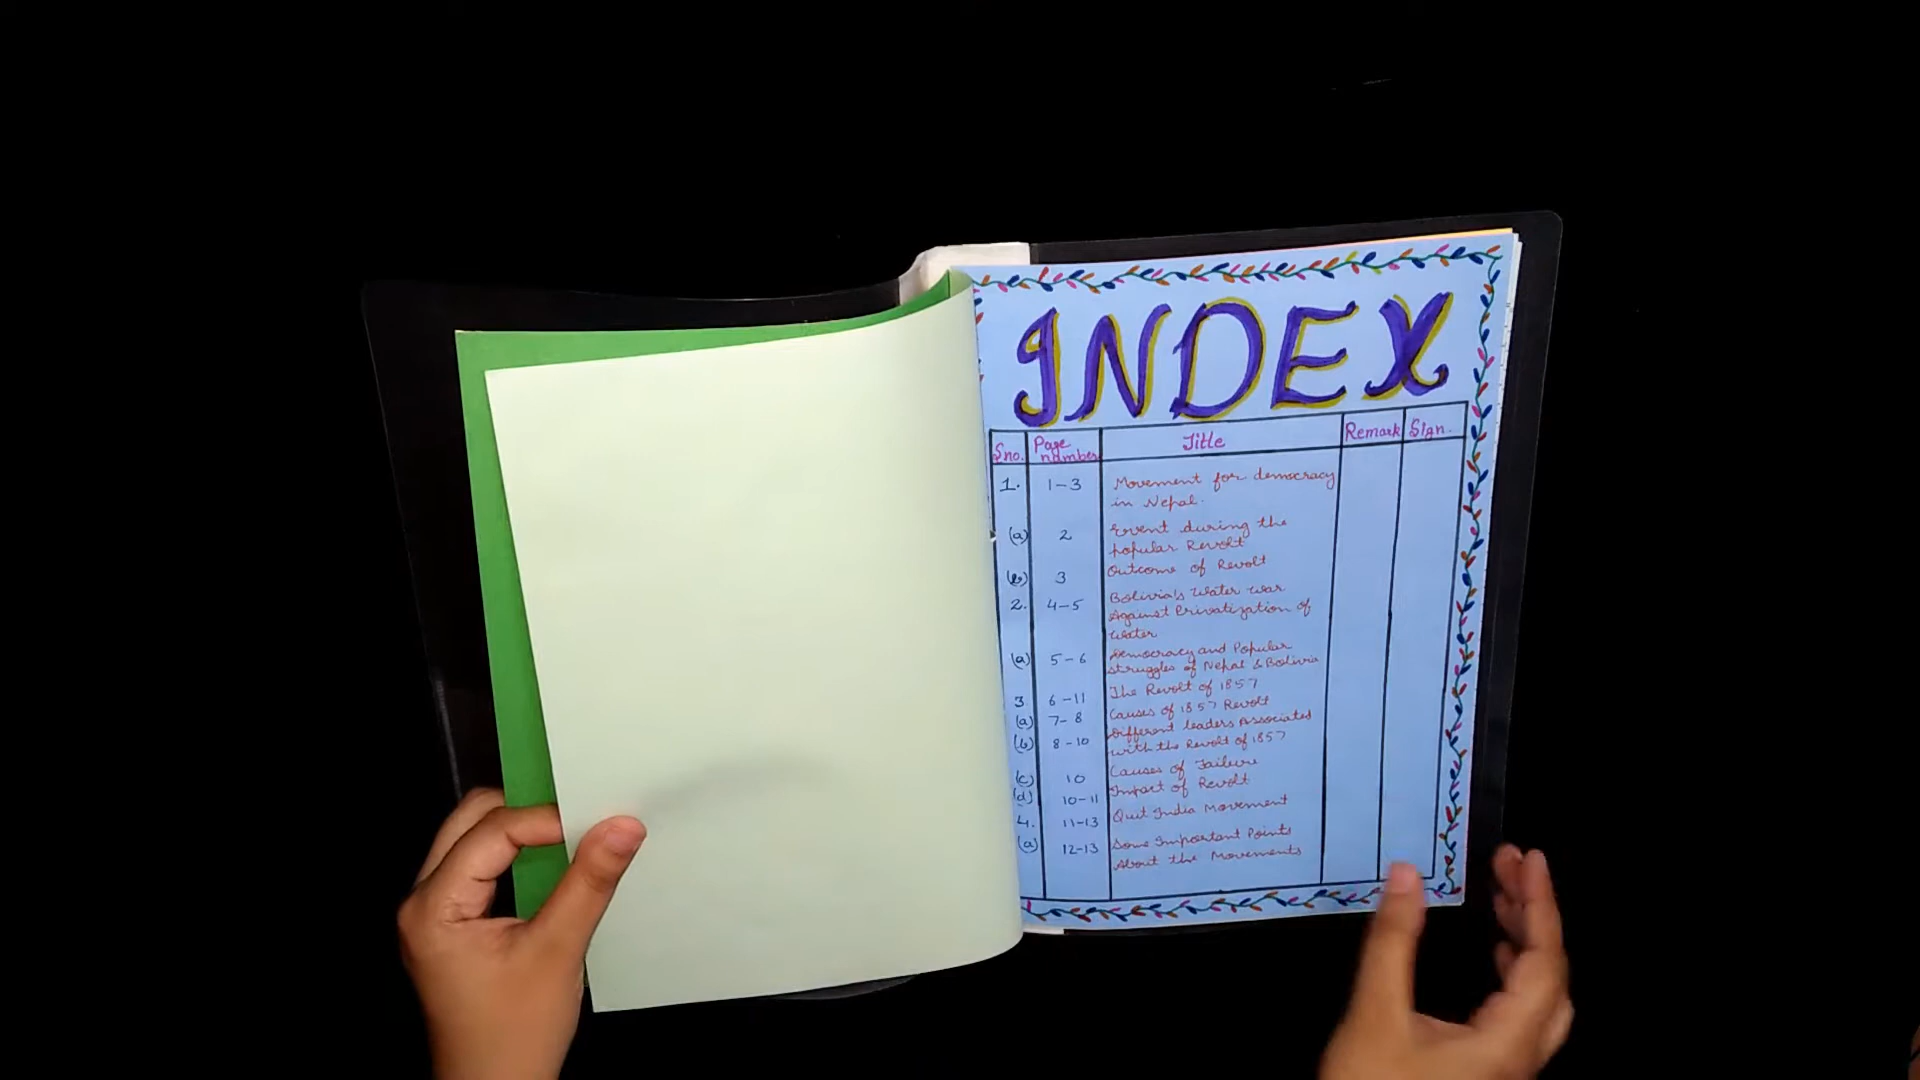 INDEX
Sno. Page number Title Remark Sign.
1. 1-3 Movement for democracy
in Nepal.
(a) 2 Event during the
popular Revolt
(b) 3 Outcome of Revolt
2. 4-5 Bolivia's Water war
Against Privatization of
Water
(a) 5-6 Democracy and Popular
struggles of Nepal & Bolivia
3. 6-11 The Revolt of 1857
(a) 7-8 Causes of 1857 Revolt
(b) 8-10 Different leaders Associated
with the Revolt of 1857
(c) 10 Causes of Failure
(d) 10-11 Impact of Revolt
4. 11-13 Quit India Movement
(a) 12-13 Some Important Points
About the Movements